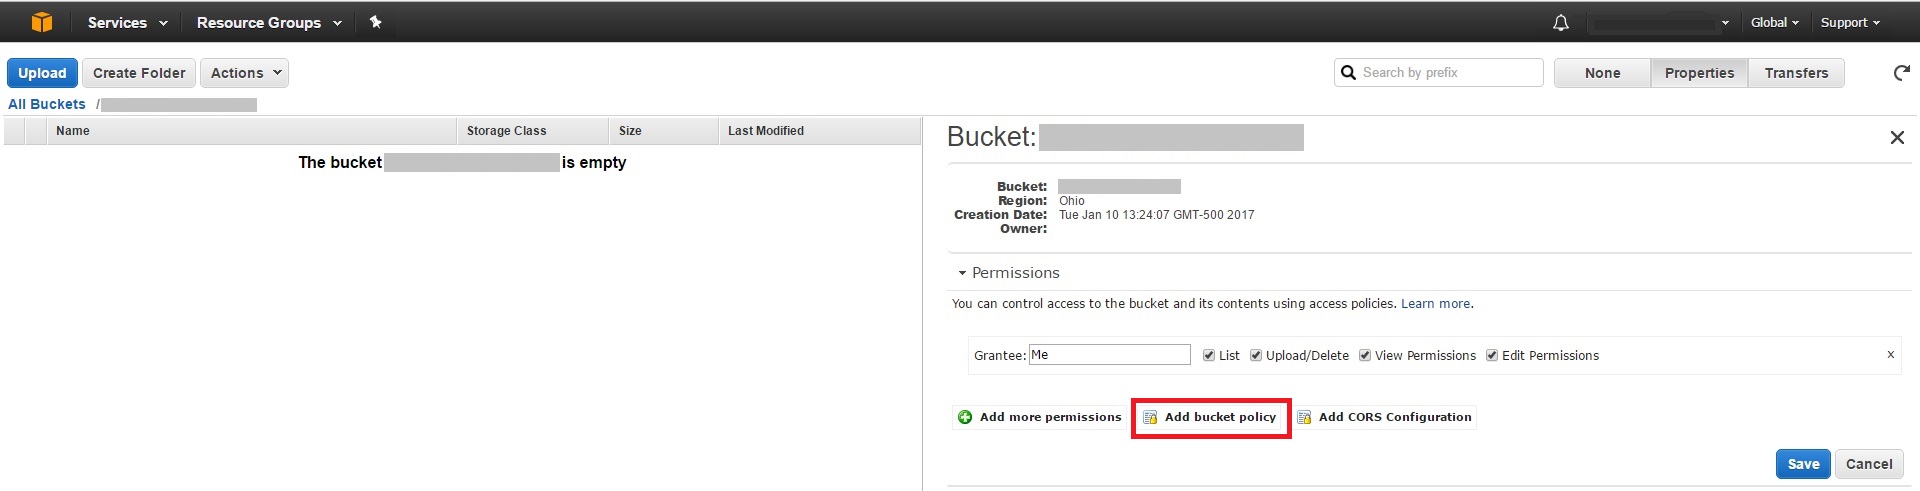 Services Resource Groups Global Support
Upload Create Folder Actions Search by prefix None Properties Transfers
All Buckets /
Name Storage Class Size Last Modified
The bucket is empty
Bucket:
Bucket:
Region: Ohio
Creation Date: Tue Jan 10 13:24:07 GMT-500 2017
Owner:
Permissions
You can control access to the bucket and its contents using access policies. Learn more.
Grantee: Me List Upload/Delete View Permissions Edit Permissions x
Add more permissions Add bucket policy Add CORS Configuration
Save Cancel